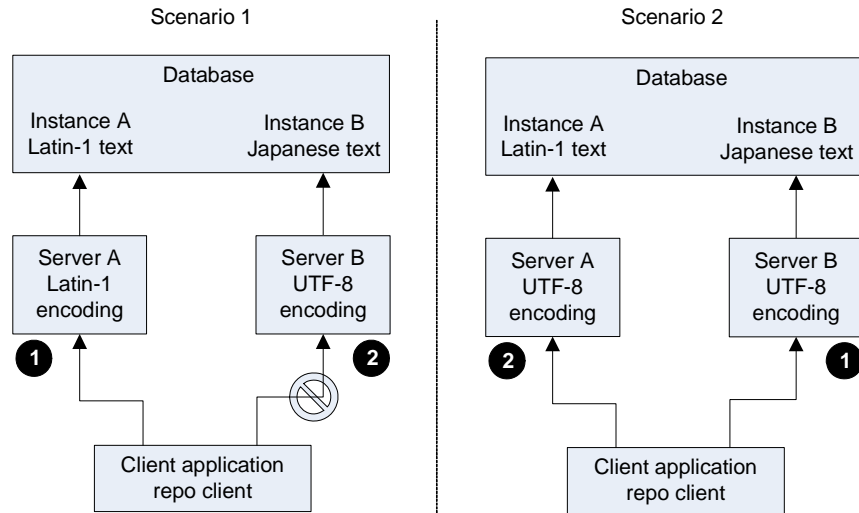 Scenario 1
Database
Instance A
Latin-1 text
Instance B
Japanese text
Server A
Latin-1
encoding
Server B
UTF-8
encoding
1
2
Client application
repo client
Scenario 2
Database
Instance A
Latin-1 text
Instance B
Japanese text
Server A
UTF-8
encoding
Server B
UTF-8
encoding
2
1
Client application
repo client